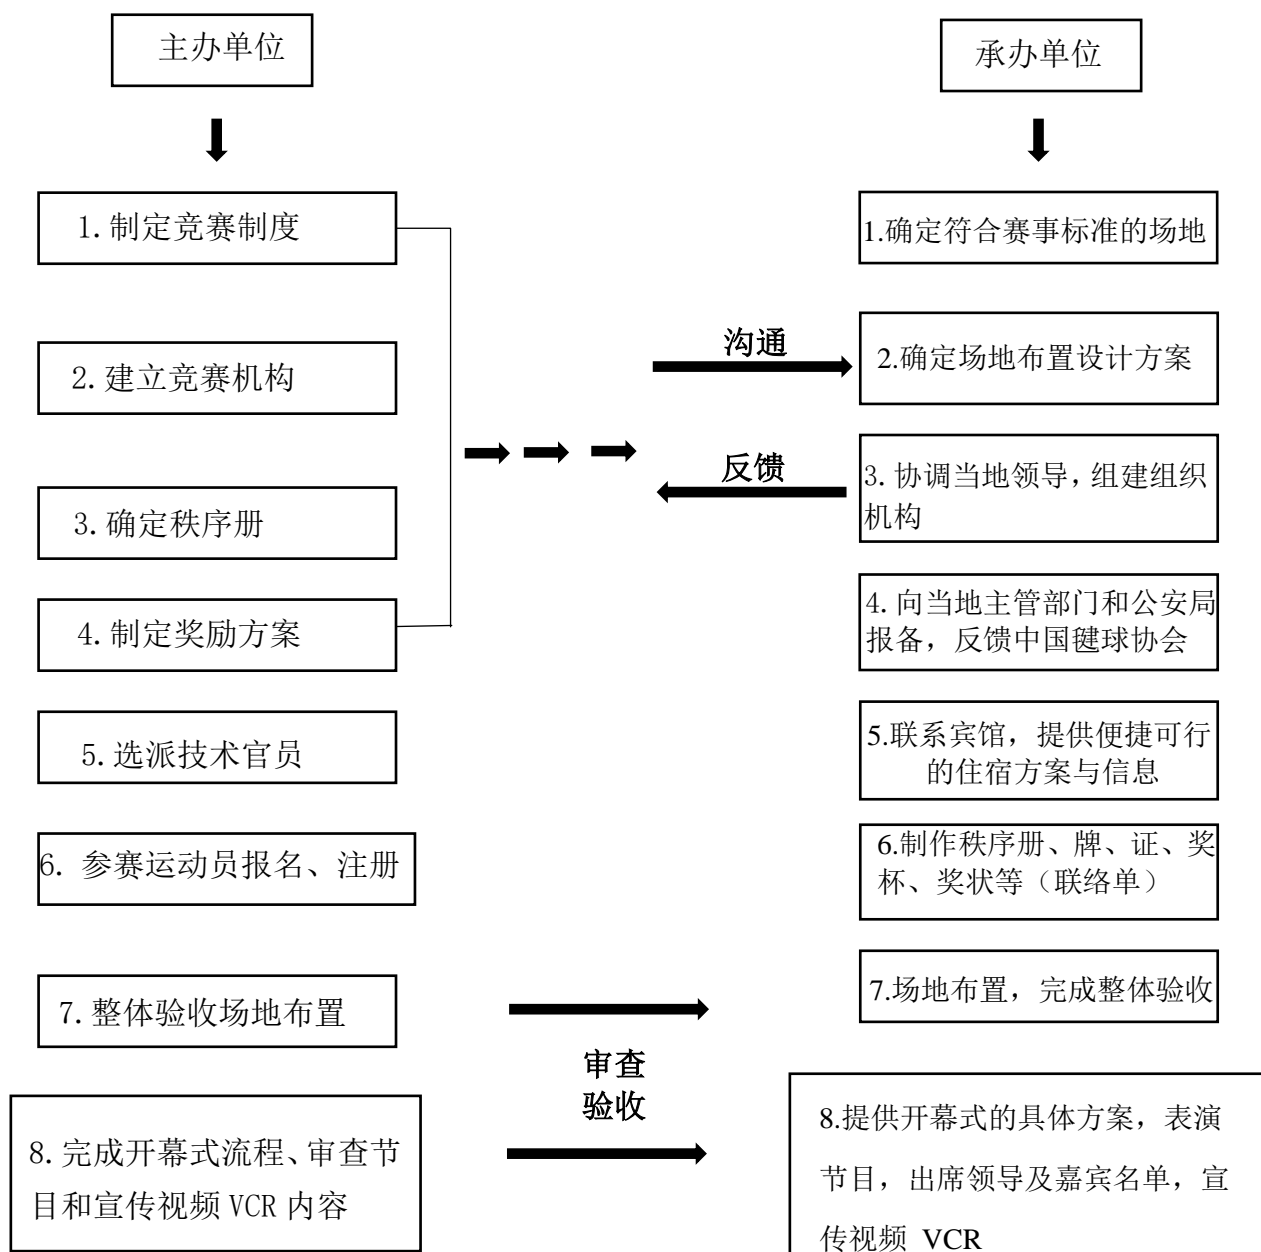 主办单位
承办单位
1. 制定竞赛制度
1.确定符合赛事标准的场地
沟通
2. 建立竞赛机构
2.确定场地布置设计方案
反馈
3. 确定秩序册
3. 协调当地领导，组建组织
机构
4. 制定奖励方案
4. 向当地主管部门和公安局
报备，反馈中国毽球协会
5. 选派技术官员
5.联系宾馆，提供便捷可行
的住宿方案与信息
6. 参赛运动员报名、注册
6.制作秩序册、牌、证、奖
杯、奖状等（联络单）
7. 整体验收场地布置
7.场地布置，完成整体验收
审查
验收
8. 完成开幕式流程、审查节
目和宣传视频 VCR 内容
8.提供开幕式的具体方案，表演
节目，出席领导及嘉宾名单，宣
传视频 VCR